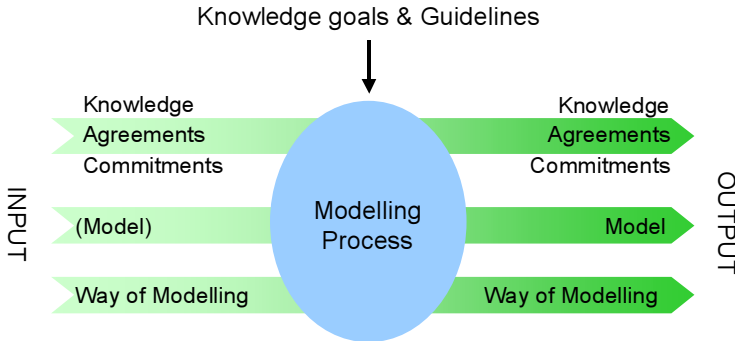 Knowledge goals & Guidelines
Knowledge
Agreements
Commitments
(Model)
Way of Modelling
INPUT
Modelling
Process
Knowledge
Agreements
Commitments
Model
Way of Modelling
OUTPUT